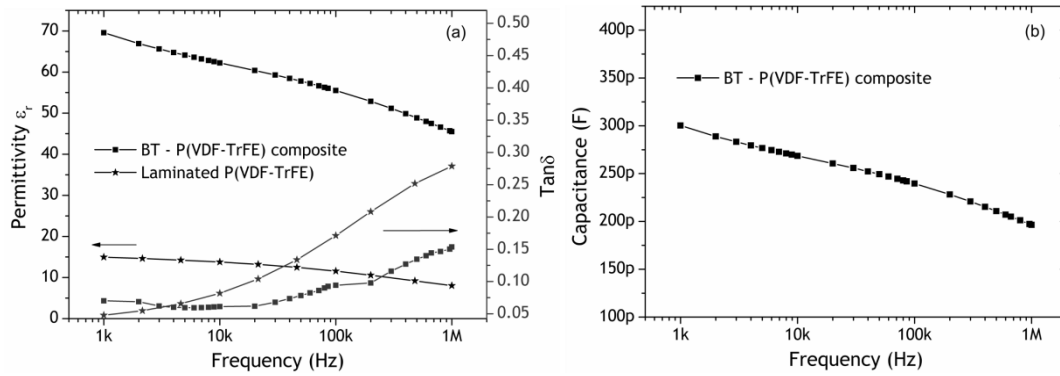 (a)
Permittivity εr
70
60
50
40
30
20
10
0
BT - P(VDF-TrFE) composite
Laminated P(VDF-TrFE)
0.50
0.45
0.40
0.35
0.30
0.25
0.20
0.15
0.10
0.05
Tanδ
1k
10k
100k
1M
Frequency (Hz)
(b)
Capacitance (F)
400p
350p
300p
250p
200p
150p
100p
BT - P(VDF-TrFE) composite
1k
10k
100k
1M
Frequency (Hz)